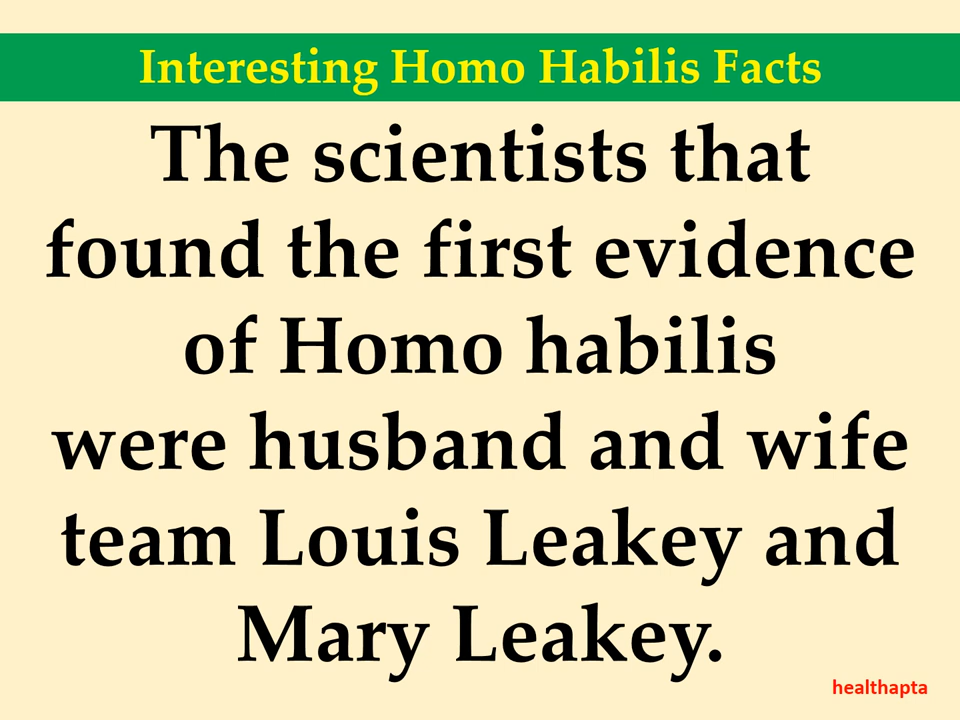 Interesting Homo Habilis Facts
The scientists that
found the first evidence
of Homo habilis
were husband and wife
team Louis Leakey and
Mary Leakey.
healthapta